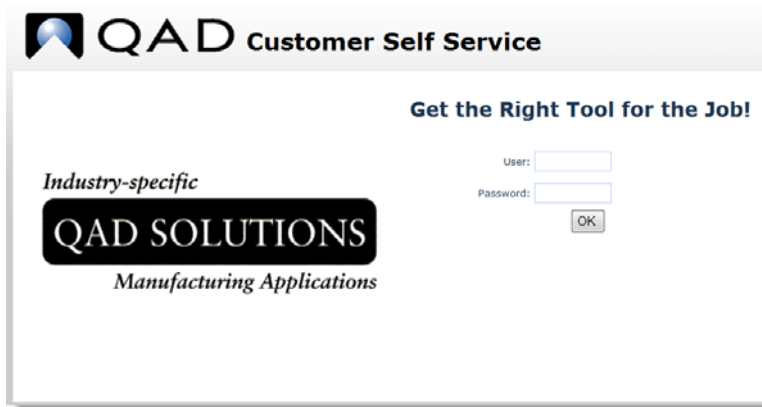 QAD Customer Self Service
Get the Right Tool for the Job!
User:
Industry-specific
Password:
QAD SOLUTIONS
OK
Manufacturing Applications